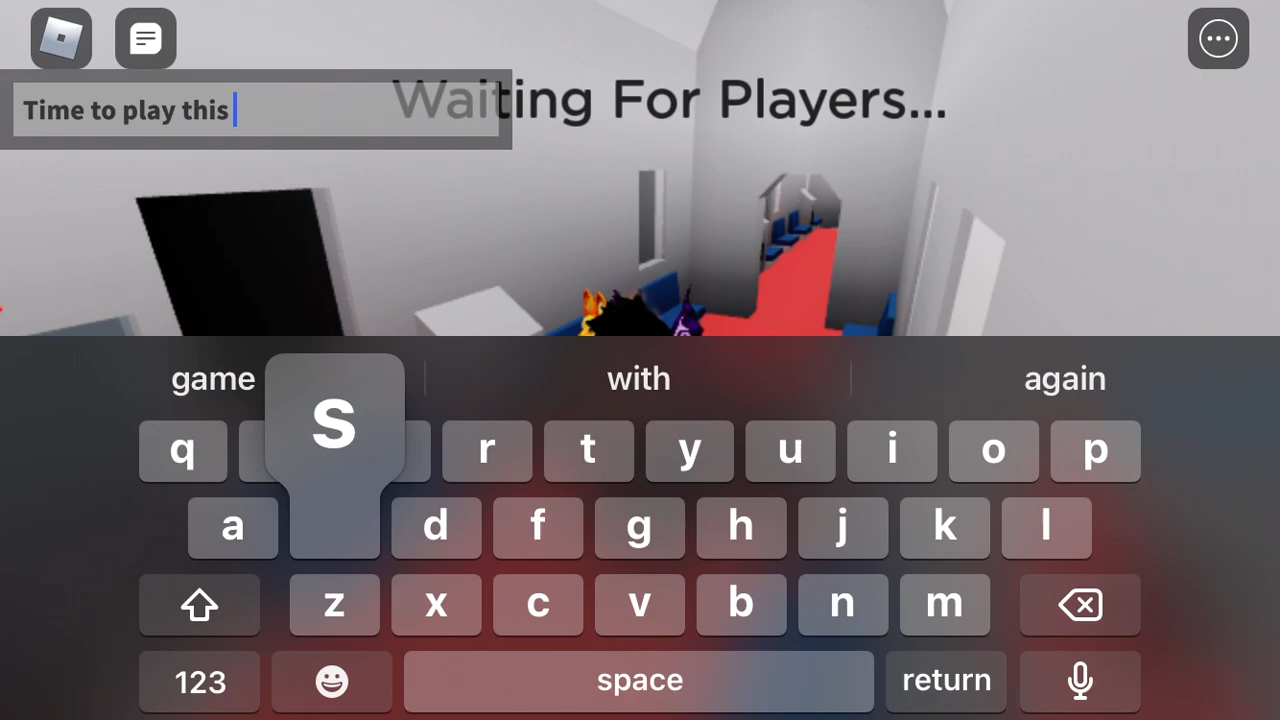 Waiting For Players...
Time to play this
game with again
s
q r t y u i o p
a d f g h j k l
z x c v b n m
123 space return